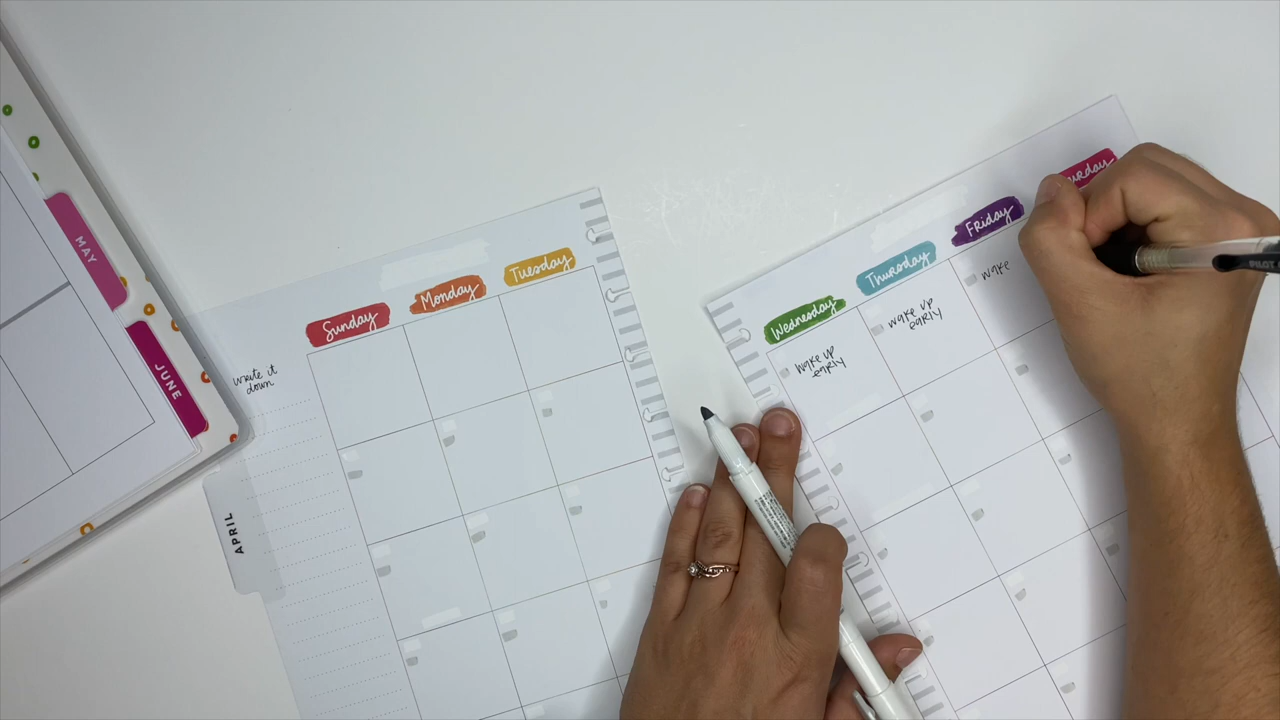 MAY
JUNE
APRIL
write it
down
Sunday
Monday
Tuesday
Wednesday
Thursday
Friday
wake up
early
wake up
early
wake
PILOT